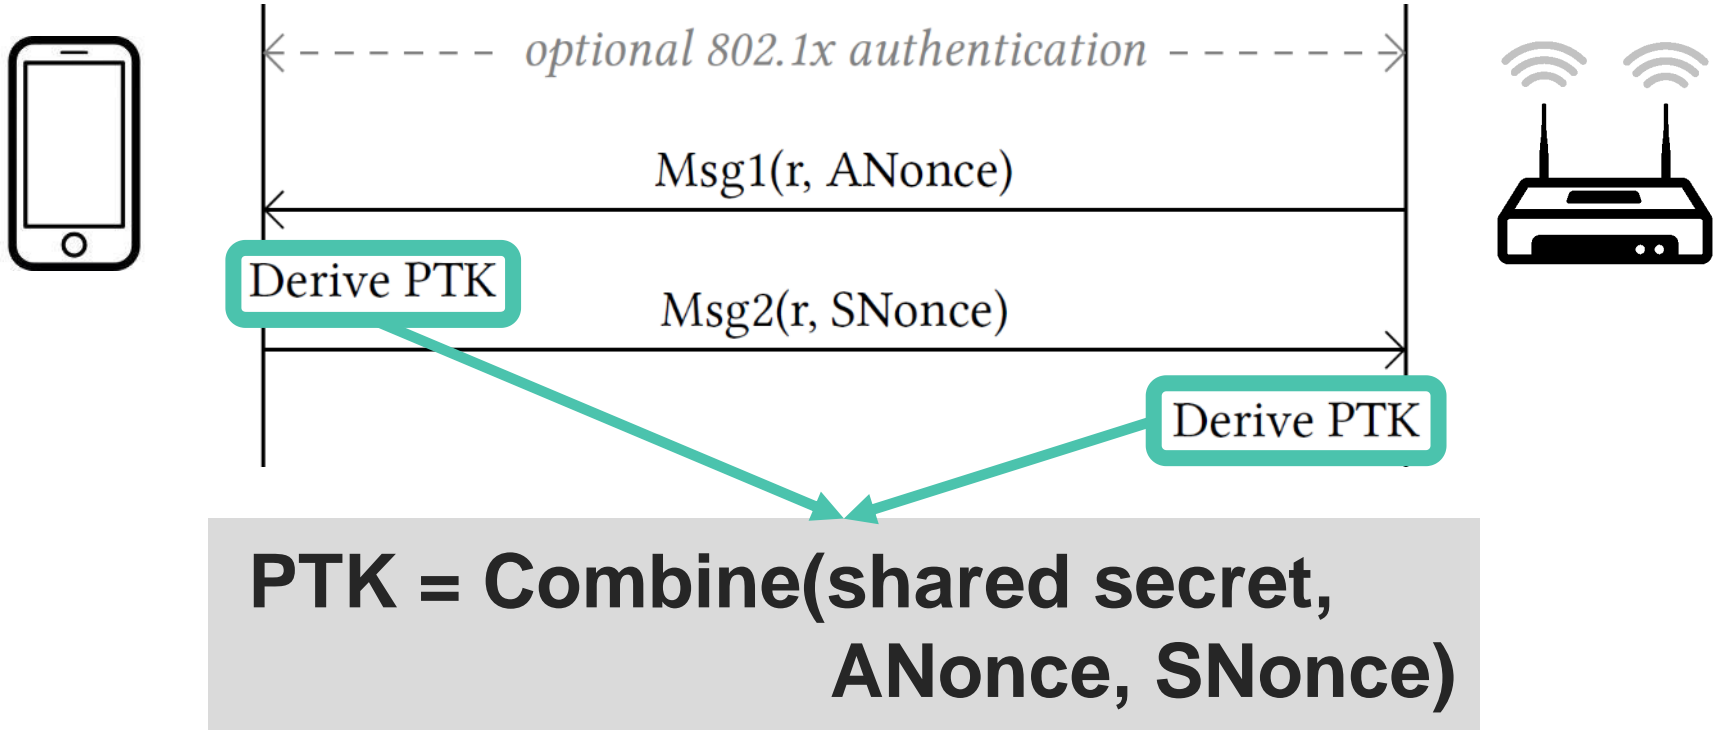 optional 802.1x authentication
Msg1(r, ANonce)
Derive PTK
Msg2(r, SNonce)
Derive PTK
PTK = Combine(shared secret,
ANonce, SNonce)